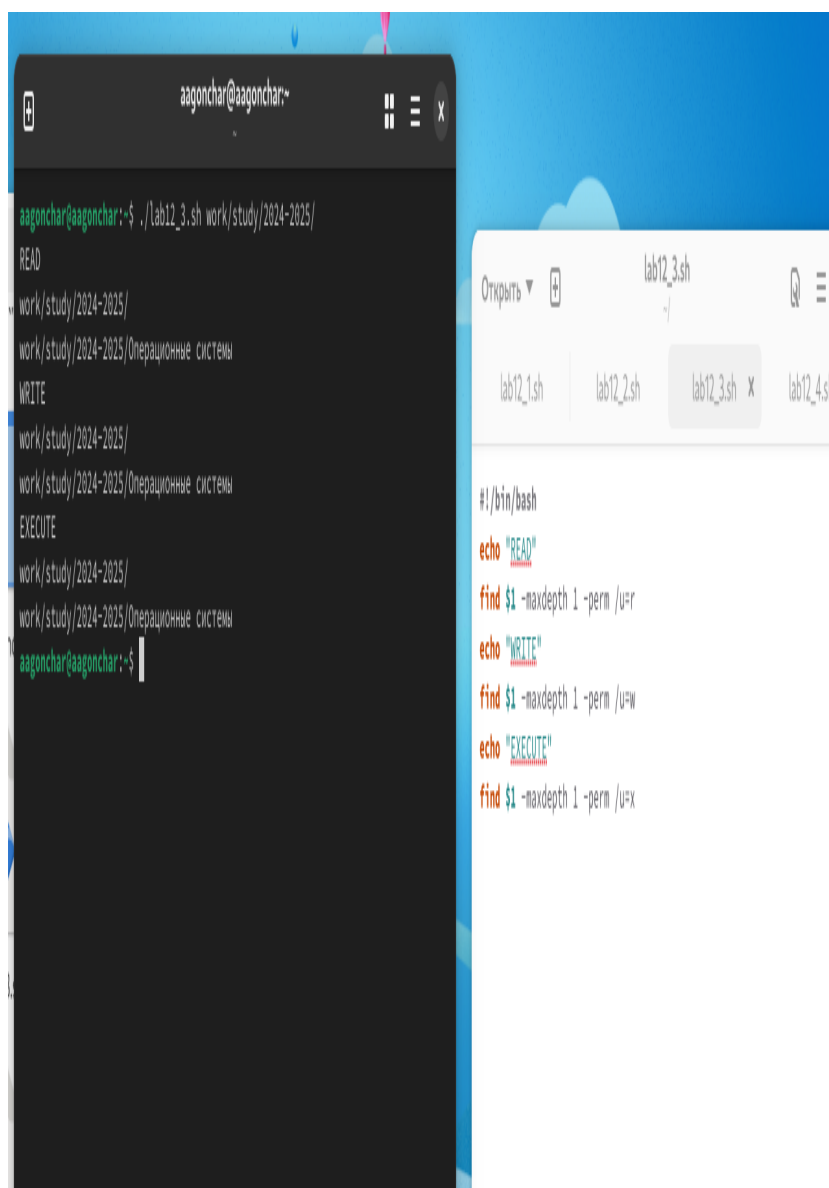 aagonchar@aagonchar:~
~
aagonchar@aagonchar:~$ ./lab12_3.sh work/study/2024-2025/
READ
work/study/2024-2025/
work/study/2024-2025/Операционные системы
WRITE
work/study/2024-2025/
work/study/2024-2025/Операционные системы
EXECUTE
work/study/2024-2025/
work/study/2024-2025/Операционные системы
aagonchar@aagonchar:~$
Открыть
lab12_3.sh
~/
lab12_1.sh
lab12_2.sh
lab12_3.sh
lab12_4.s
#!/bin/bash
echo "READ"
find $1 -maxdepth 1 -perm /u=r
echo "WRITE"
find $1 -maxdepth 1 -perm /u=w
echo "EXECUTE"
find $1 -maxdepth 1 -perm /u=x